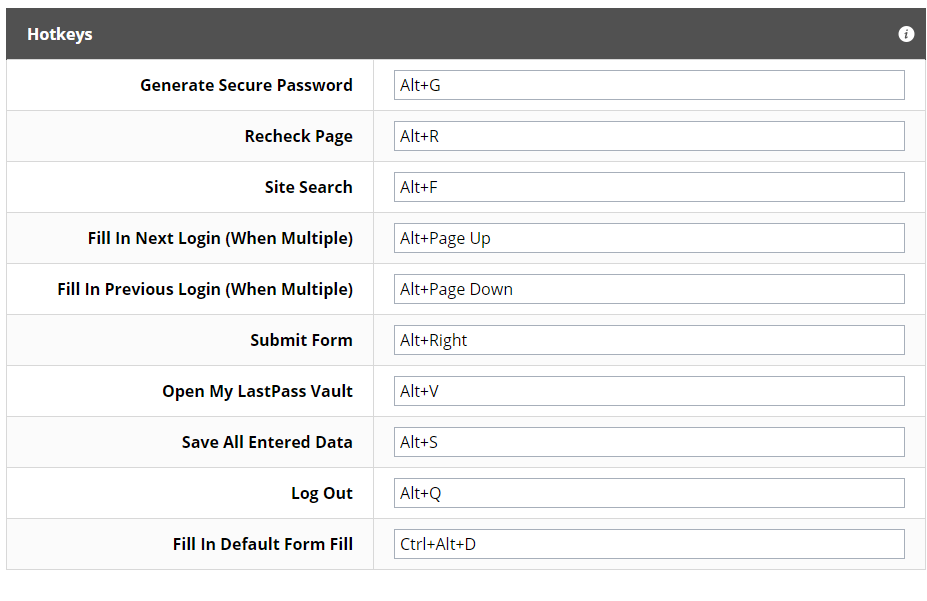 Hotkeys
Generate Secure Password Alt+G
Recheck Page Alt+R
Site Search Alt+F
Fill In Next Login (When Multiple) Alt+Page Up
Fill In Previous Login (When Multiple) Alt+Page Down
Submit Form Alt+Right
Open My LastPass Vault Alt+V
Save All Entered Data Alt+S
Log Out Alt+Q
Fill In Default Form Fill Ctrl+Alt+D